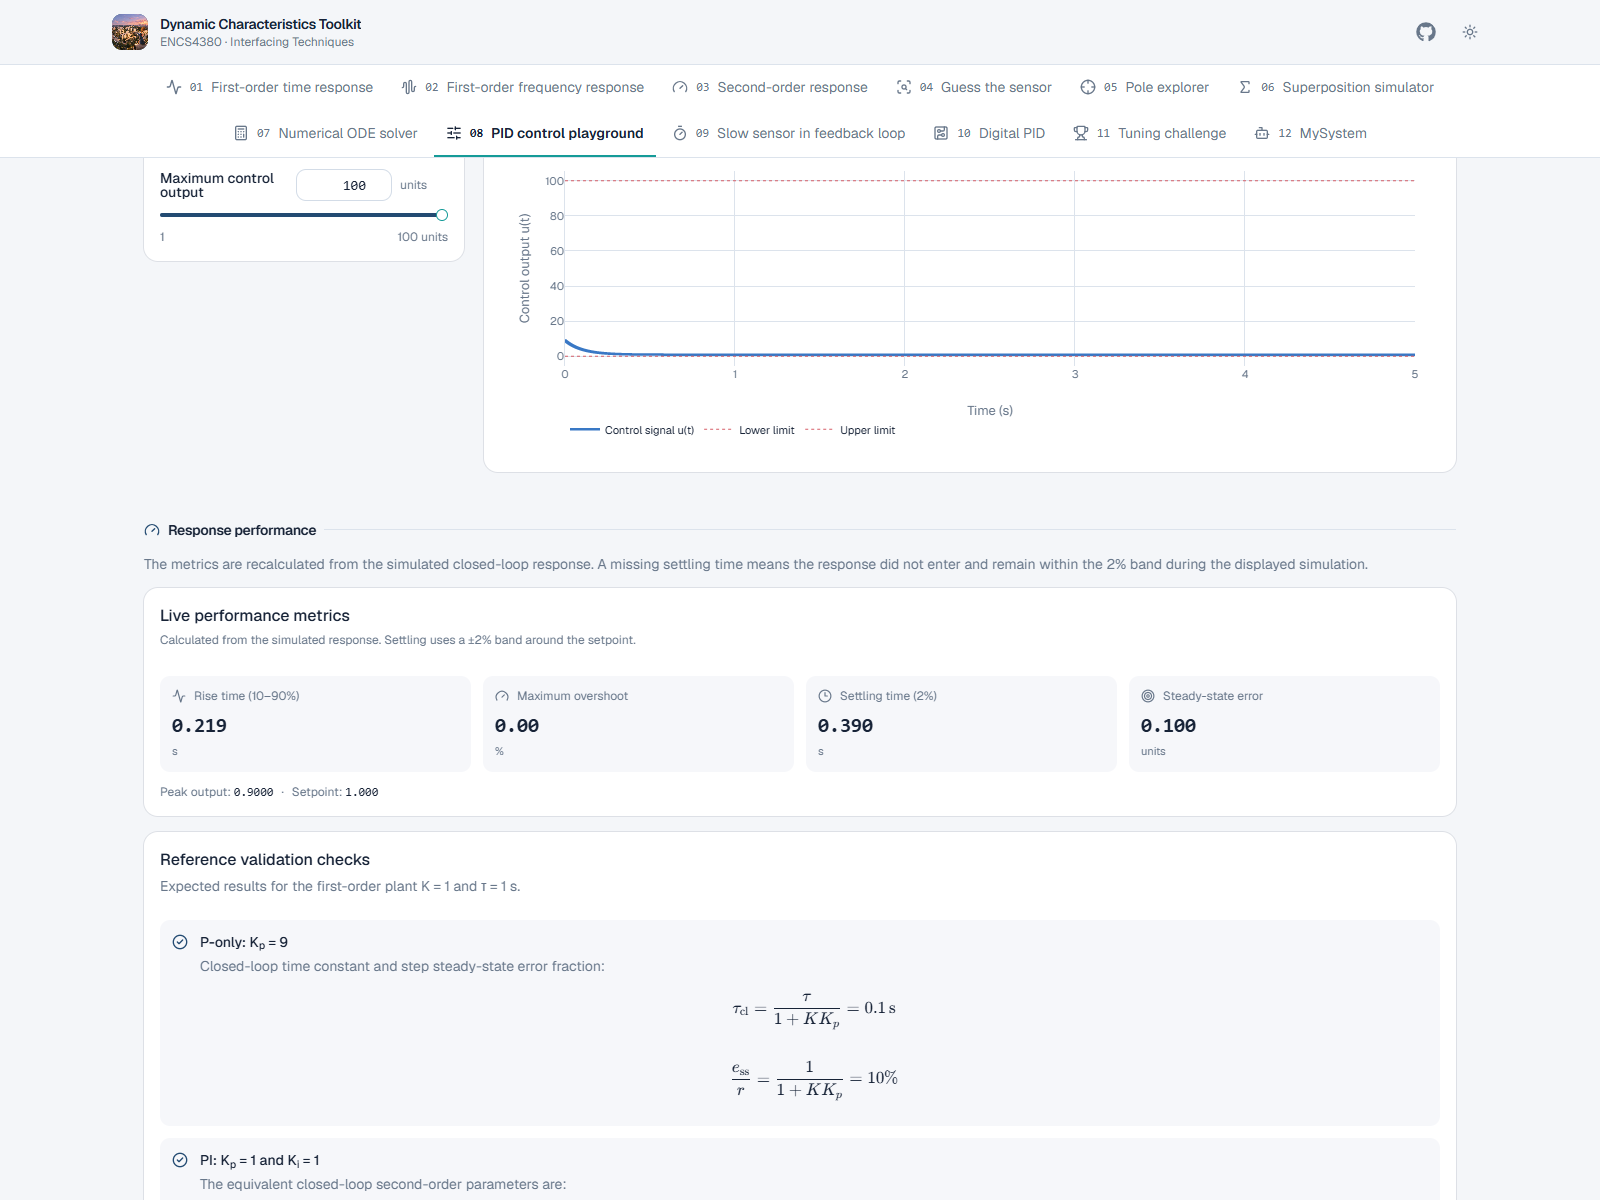 Dynamic Characteristics Toolkit
ENCS4380 · Interfacing Techniques
01 First-order time response
02 First-order frequency response
03 Second-order response
04 Guess the sensor
05 Pole explorer
06 Superposition simulator
07 Numerical ODE solver
08 PID control playground
09 Slow sensor in feedback loop
10 Digital PID
11 Tuning challenge
12 MySystem
Maximum control
output
100 units
1 100 units
Control output u(t)
100
80
60
40
20
0
0 1 2 3 4 5
Time (s)
Control signal u(t) Lower limit Upper limit
Response performance
The metrics are recalculated from the simulated closed-loop response. A missing settling time means the response did not enter and remain within the 2% band during the displayed simulation.
Live performance metrics
Calculated from the simulated response. Settling uses a ±2% band around the setpoint.
Rise time (10–90%)
0.219
s
Maximum overshoot
0.00
%
Settling time (2%)
0.390
s
Steady-state error
0.100
units
Peak output: 0.9000 · Setpoint: 1.000
Reference validation checks
Expected results for the first-order plant K = 1 and τ = 1 s.
P-only: Kp = 9
Closed-loop time constant and step steady-state error fraction:
τcl = τ / (1 + KKp) = 0.1 s
ess / r = 1 / (1 + KKp) = 10%
PI: Kp = 1 and Ki = 1
The equivalent closed-loop second-order parameters are: